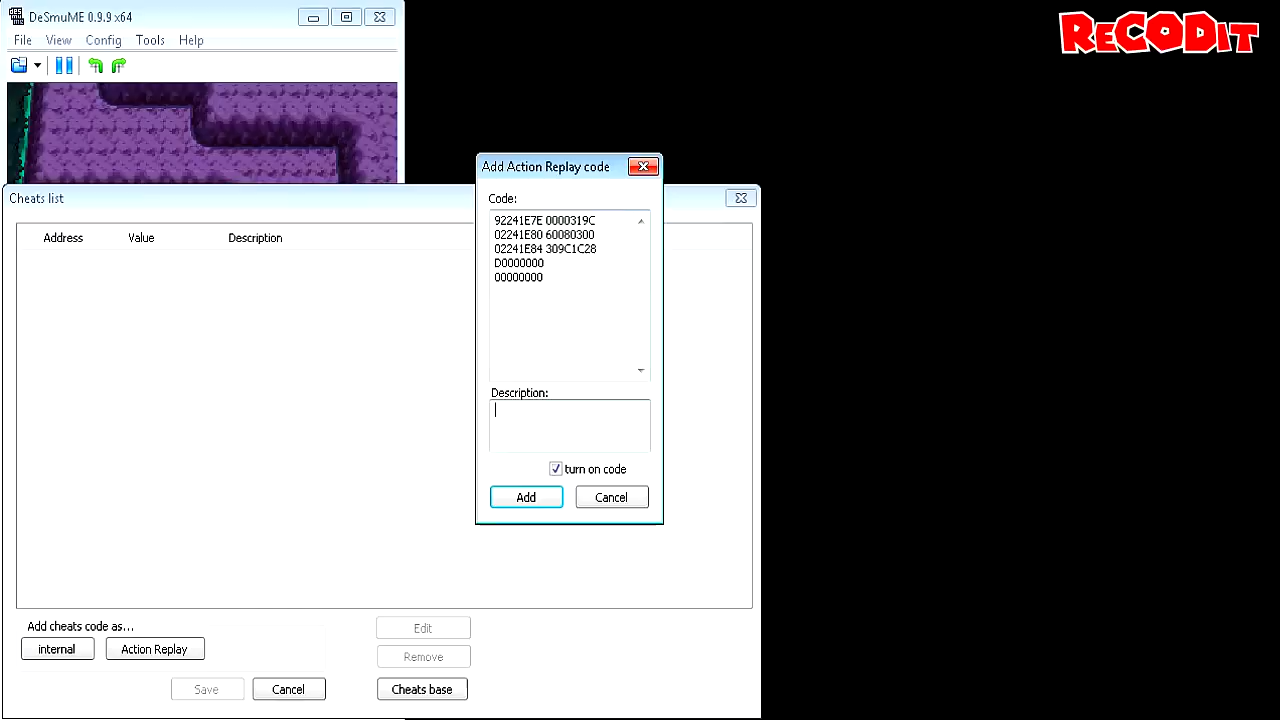 DeSmuME 0.9.9 x64
ReCODit
File View Config Tools Help
Add Action Replay code
Cheats list
Code:
92241E7E 0000319C
02241E80 60080300
02241E84 309C1C28
D0000000
00000000
Address Value Description
Description:
turn on code
Add Cancel
Add cheats code as...
internal Action Replay
Edit
Remove
Save Cancel Cheats base